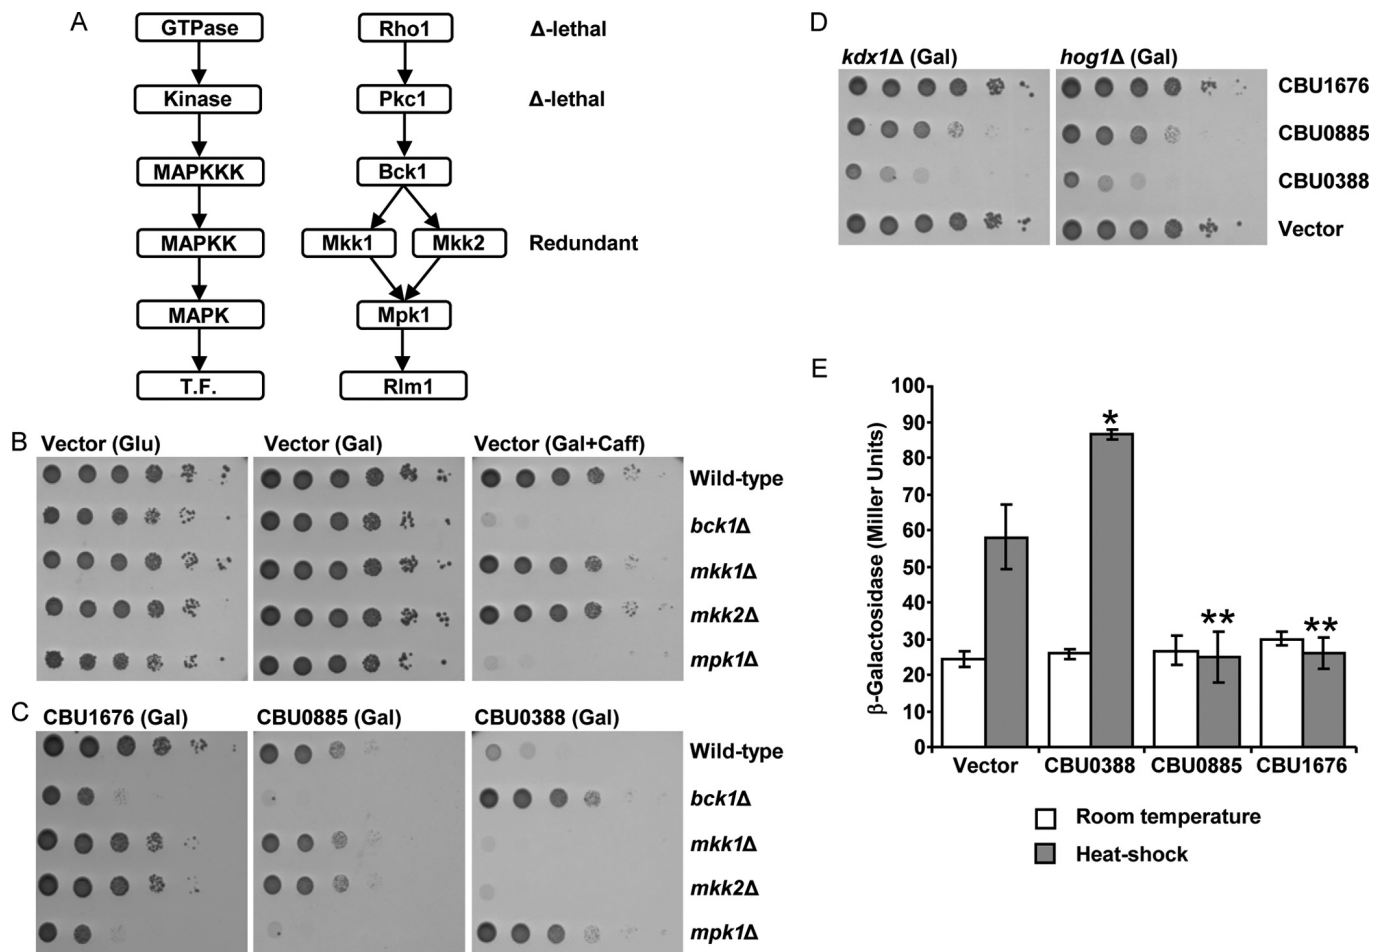 A
GTPase
Kinase
MAPKKK
MAPKK
MAPK
T.F.
Rho1
Pkc1
Bck1
Mkk1
Mkk2
Mpk1
Rlm1
Δ-lethal
Δ-lethal
Redundant
B
Vector (Glu)
Vector (Gal)
Vector (Gal+Caff)
Wild-type
bck1Δ
mkk1Δ
mkk2Δ
mpk1Δ
C
CBU1676 (Gal)
CBU0885 (Gal)
CBU0388 (Gal)
Wild-type
bck1Δ
mkk1Δ
mkk2Δ
mpk1Δ
D
kdx1Δ (Gal)
hog1Δ (Gal)
CBU1676
CBU0885
CBU0388
Vector
E
β-Galactosidase (Miller Units)
100
90
80
70
60
50
40
30
20
10
0
*
**
**
Vector
CBU0388
CBU0885
CBU1676
Room temperature
Heat-shock